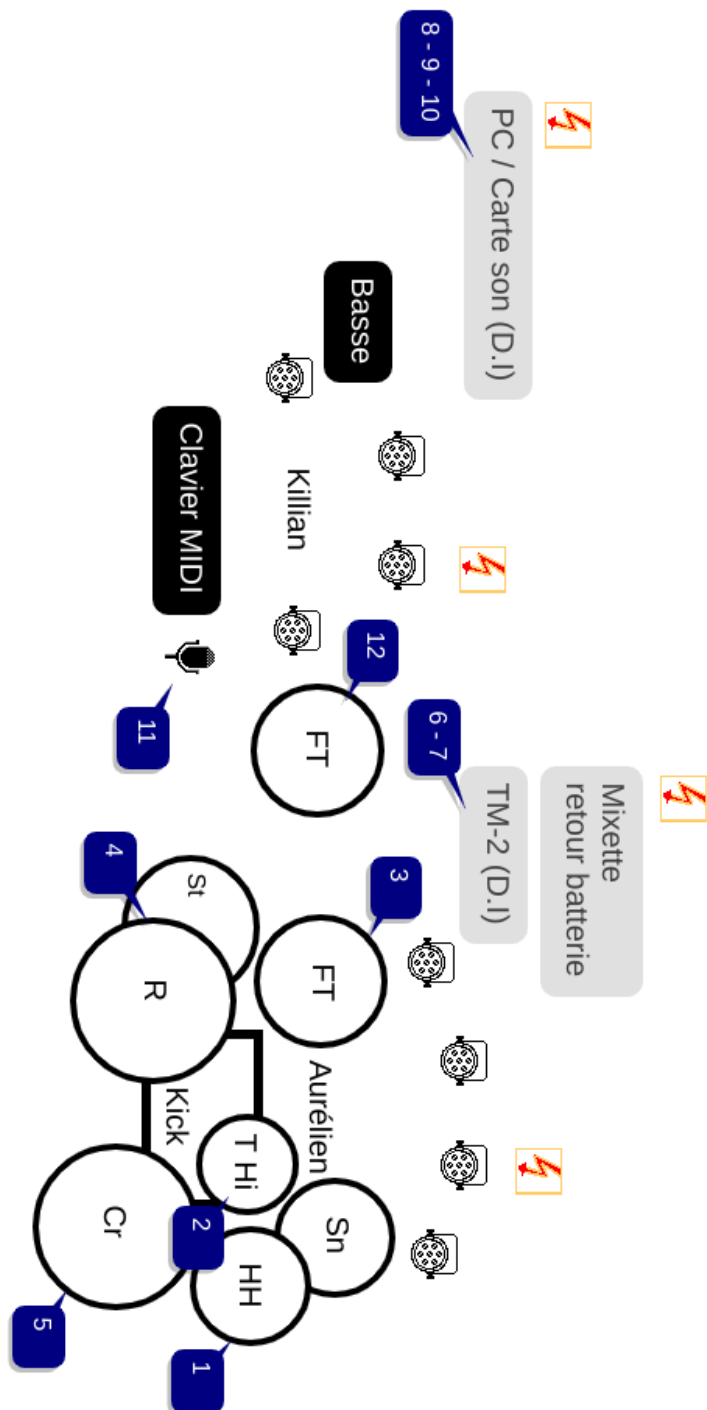 Mixette
retour batterie
PC / Carte son (D.I)
TM-2 (D.I)
8 - 9 - 10
6 - 7
3
12
Basse
Killian
FT
FT
Aurélien
Sn
T Hi
HH
Clavier MIDI
St
Kick
2
1
11
R
4
Cr
5